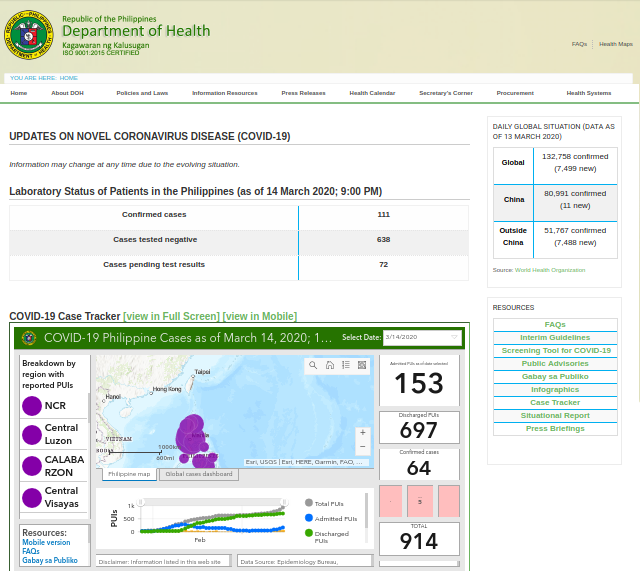 Republic of the Philippines
Department of Health
Kagawaran ng Kalusugan
ISO 9001:2015 CERTIFIED
FAQs
Health Maps
YOU ARE HERE: HOME
Home
About DOH
Policies and Laws
Information Resources
Press Releases
Health Calendar
Secretary's Corner
Procurement
Health Systems
UPDATES ON NOVEL CORONAVIRUS DISEASE (COVID-19)
Information may change at any time due to the evolving situation.
Laboratory Status of Patients in the Philippines (as of 14 March 2020; 9:00 PM)
Confirmed cases 111
Cases tested negative 638
Cases pending test results 72
COVID-19 Case Tracker [view in Full Screen] [view in Mobile]
COVID-19 Philippine Cases as of March 14, 2020; 1...
Select Date: 3/14/2020
Breakdown by
region with
reported PUIs
NCR
Central
Luzon
CALABA
RZON
Central
Visayas
Resources:
Mobile version
FAQs
Gabay sa Publiko
Taipei
Hong Kong
Hanoi
VIETNAM
1000km
600mi
+
−
Esri, USGS | Esri, HERE, Garmin, FAO, ...
Philippine map
Global cases dashboard
PUIs
1k
500
0
Feb
Total PUIs
Admitted PUIs
Discharged
PUIs
Disclaimer: Information listed in this web site
Data Source: Epidemiology Bureau,
Admitted PUIs as of date selected
153
Discharged PUIs
697
Confirmed cases
64
TOTAL
914
DAILY GLOBAL SITUATION (DATA AS
OF 13 MARCH 2020)
Global
132,758 confirmed
(7,499 new)
China
80,991 confirmed
(11 new)
Outside
China
51,767 confirmed
(7,488 new)
Source: World Health Organization
RESOURCES
FAQs
Interim Guidelines
Screening Tool for COVID-19
Public Advisories
Gabay sa Publiko
Infographics
Case Tracker
Situational Report
Press Briefings